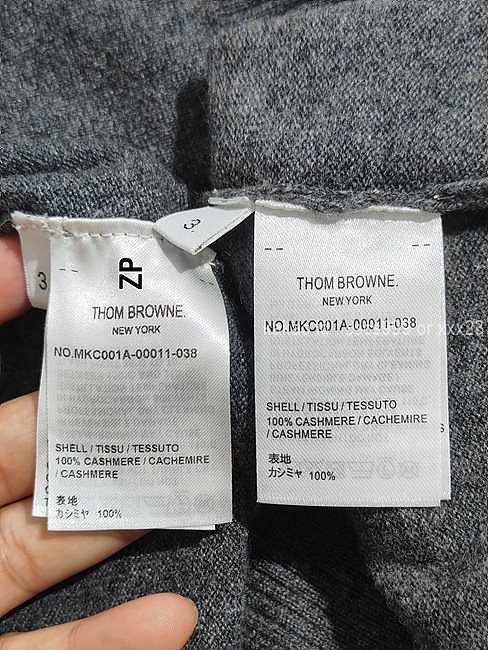 3
3
ZP
THOM BROWNE.
NEW YORK
NO.MKC001A-00011-038
SHELL / TISSU / TESSUTO
100% CASHMERE / CACHEMIRE
/ CASHMERE
表地
カシミヤ 100%
THOM BROWNE.
NEW YORK
NO.MKC001A-00011-038
SHELL / TISSU / TESSUTO
100% CASHMERE / CACHEMIRE
/ CASHMERE
表地
カシミヤ 100%